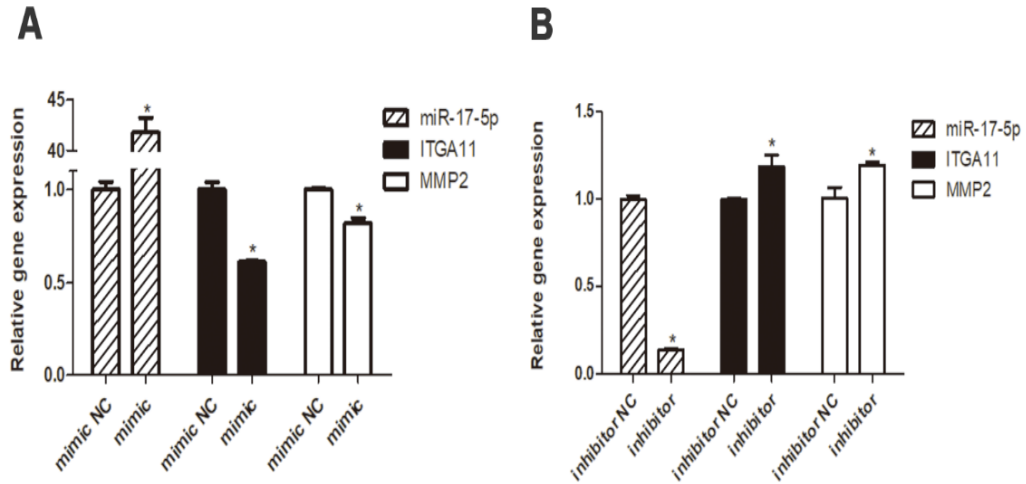 A
Relative gene expression
45
40
1.0
0.5
0.0
mimic NC
mimic
mimic NC
mimic
mimic NC
mimic
*
*
*
miR-17-5p
ITGA11
MMP2
B
Relative gene expression
1.5
1.0
0.5
0.0
inhibitor NC
inhibitor
inhibitor NC
inhibitor
inhibitor NC
inhibitor
*
*
*
miR-17-5p
ITGA11
MMP2